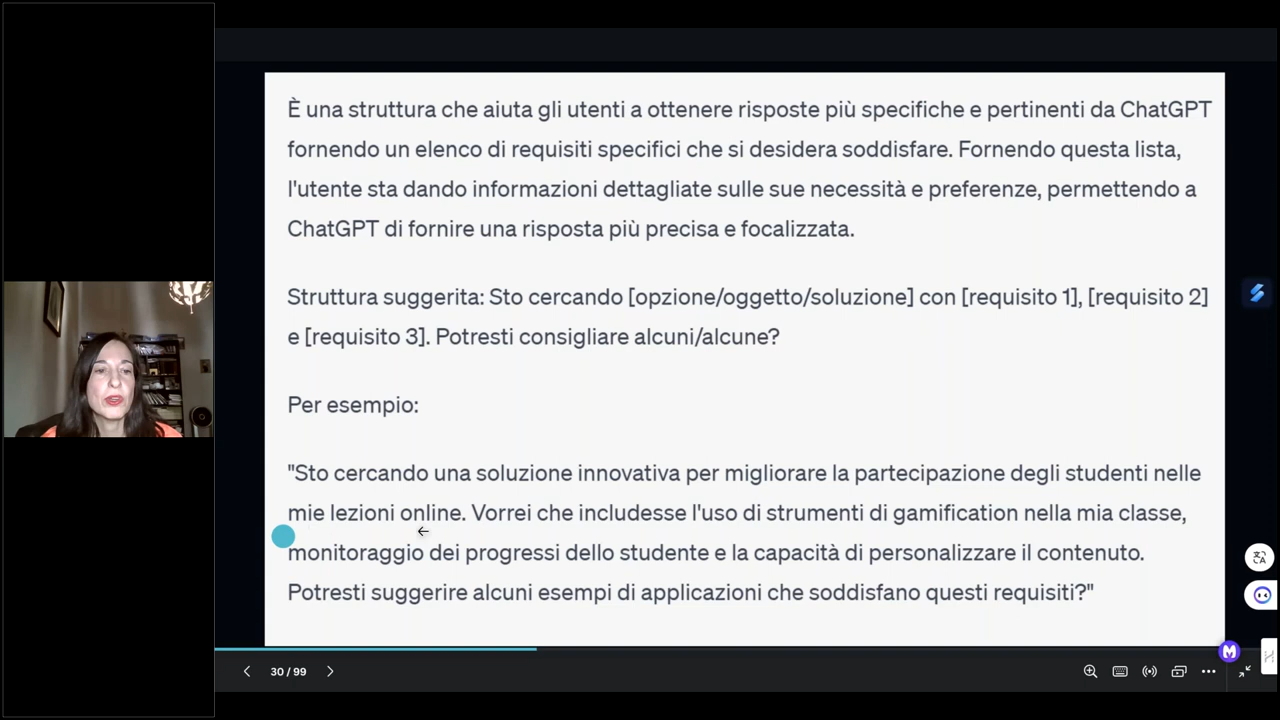 È una struttura che aiuta gli utenti a ottenere risposte più specifiche e pertinenti da ChatGPT
fornendo un elenco di requisiti specifici che si desidera soddisfare. Fornendo questa lista,
l'utente sta dando informazioni dettagliate sulle sue necessità e preferenze, permettendo a
ChatGPT di fornire una risposta più precisa e focalizzata.
Struttura suggerita: Sto cercando [opzione/oggetto/soluzione] con [requisito 1], [requisito 2]
e [requisito 3]. Potresti consigliare alcuni/alcune?
Per esempio:
"Sto cercando una soluzione innovativa per migliorare la partecipazione degli studenti nelle
mie lezioni online. Vorrei che includesse l'uso di strumenti di gamification nella mia classe,
monitoraggio dei progressi dello studente e la capacità di personalizzare il contenuto.
Potresti suggerire alcuni esempi di applicazioni che soddisfano questi requisiti?"
30 / 99